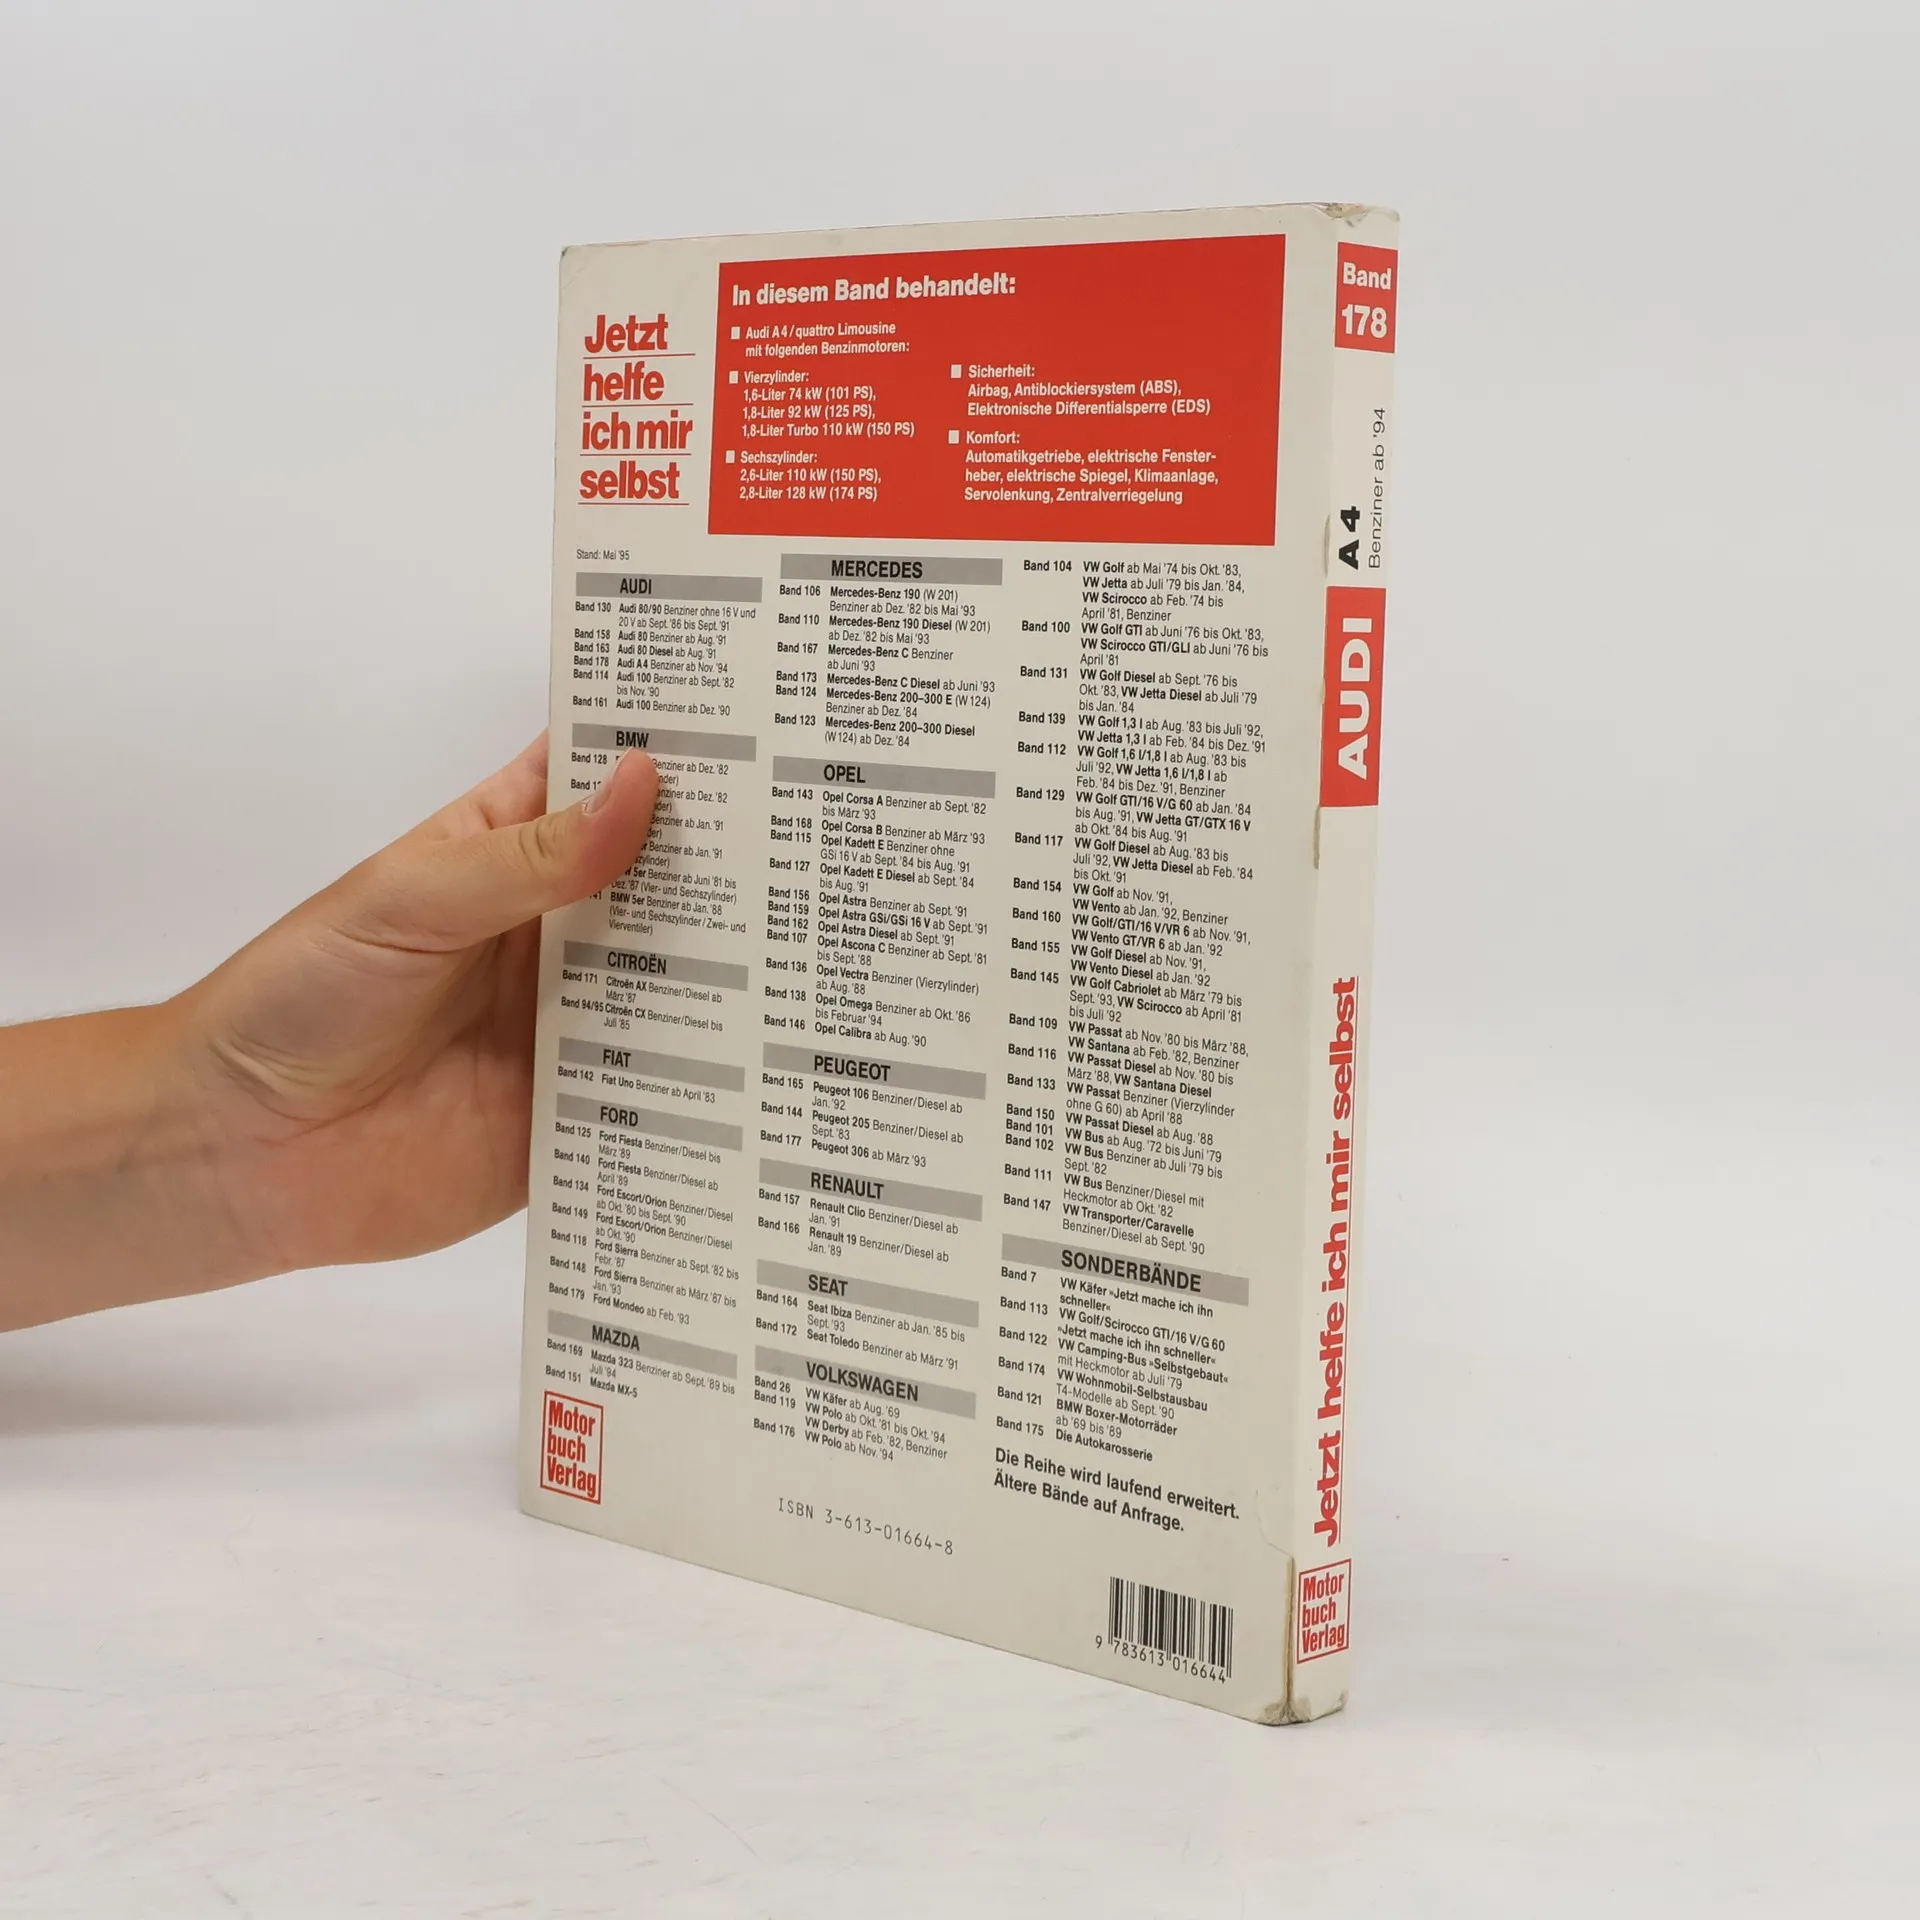 Jetzt
helfe
ich mir
selbst
In diesem Band behandelt:
Audi A4/quattro Limousine
mit folgenden Benzinmotoren:
Vierzylinder:
1,6-Liter 74 kW (101 PS),
1,8-Liter 92 kW (125 PS),
1,8-Liter Turbo 110 kW (150 PS)
Sechszylinder:
2,6-Liter 110 kW (150 PS),
2,8-Liter 128 kW (174 PS)
Sicherheit:
Airbag, Antiblockiersystem (ABS),
Elektronische Differentialsperre (EDS)
Komfort:
Automatikgetriebe, elektrische Fenster-
heber, elektrische Spiegel, Klimaanlage,
Servolenkung, Zentralverriegelung
Stand: Mai '95
AUDI
Band 130 Audi 80/90 Benziner ohne 16 V und
20 V ab Sept. '86 bis Sept. '91
Band 158 Audi 80 Benziner ab Aug. '91
Band 163 Audi 80 Diesel ab Aug. '91
Band 178 Audi A4 Benziner ab Nov. '94
Band 114 Audi 100 Benziner ab Sept. '82
bis Nov. '90
Band 161 Audi 100 Benziner ab Dez. '90
BMW
Band 128 Benziner ab Dez. '82
Band ab Dez. '82
Benziner ab Jan. '91
Benziner ab Jan. '91
5er Benziner ab Juni '81 bis
Dez. '87 (Vier- und Sechszylinder)
BMW 5er Benziner ab Jan. '88
(Vier- und Sechszylinder/Zwei- und
Vierventiler)
CITROËN
Band 171 Citroën AX Benziner/Diesel ab
März '87
Band 94/95 Citroën CX Benziner/Diesel bis
Juli '85
FIAT
Band 142 Fiat Uno Benziner ab April '83
FORD
Band 125 Ford Fiesta Benziner/Diesel bis
März '89
Band 140 Ford Fiesta Benziner/Diesel ab
April '89
Band 134 Ford Escort/Orion Benziner/Diesel
ab Okt. '80 bis Sept. '90
Band 149 Ford Escort/Orion Benziner/Diesel
ab Okt. '90
Band 118 Ford Sierra Benziner ab Sept. '82 bis
Febr. '87
Band 148 Ford Sierra Benziner ab März '87 bis
Jan. '93
Band 179 Ford Mondeo ab Feb. '93
MAZDA
Band 169 Mazda 323 Benziner ab Sept. '89 bis
Juli '94
Band 151 Mazda MX-5
Motor
buch
Verlag
MERCEDES
Band 106 Mercedes-Benz 190 (W 201)
Benziner ab Dez. '82 bis Mai '93
Band 110 Mercedes-Benz 190 Diesel (W 201)
ab Dez. '82 bis Mai '93
Band 167 Mercedes-Benz C Benziner
ab Juni '93
Band 173 Mercedes-Benz C Diesel ab Juni '93
Band 124 Mercedes-Benz 200–300 E (W 124)
Benziner ab Dez. '84
Band 123 Mercedes-Benz 200–300 Diesel
(W 124) ab Dez. '84
OPEL
Band 143 Opel Corsa A Benziner ab Sept. '82
bis März '93
Band 168 Opel Corsa B Benziner ab März '93
Band 115 Opel Kadett E Benziner ohne
GSi 16 V ab Sept. '84 bis Aug. '91
Band 127 Opel Kadett E Diesel ab Sept. '84
bis Aug. '91
Band 156 Opel Astra Benziner ab Sept. '91
Band 159 Opel Astra GSi/GSi 16 V ab Sept. '91
Band 162 Opel Astra Diesel ab Sept. '91
Band 107 Opel Ascona C Benziner ab Sept. '81
bis Sept. '88
Band 136 Opel Vectra Benziner (Vierzylinder)
ab Aug. '88
Band 138 Opel Omega Benziner ab Okt. '86
bis Februar '94
Band 146 Opel Calibra ab Aug. '90
PEUGEOT
Band 165 Peugeot 106 Benziner/Diesel ab
Jan. '92
Band 144 Peugeot 205 Benziner/Diesel ab
Sept. '83
Band 177 Peugeot 306 ab März '93
RENAULT
Band 157 Renault Clio Benziner/Diesel ab
Jan. '91
Band 166 Renault 19 Benziner/Diesel ab
Jan. '89
SEAT
Band 164 Seat Ibiza Benziner ab Jan. '85 bis
Sept. '93
Band 172 Seat Toledo Benziner ab März '91
VOLKSWAGEN
Band 26 VW Käfer ab Aug. '69
Band 119 VW Polo ab Okt. '81 bis Okt. '94
VW Derby ab Feb. '82, Benziner
Band 176 VW Polo ab Nov. '94
ISBN 3-613-01664-8
Band 104 VW Golf ab Mai '74 bis Okt. '83,
VW Jetta ab Juli '79 bis Jan. '84,
VW Scirocco ab Feb. '74 bis
April '81, Benziner
Band 100 VW Golf GTI ab Juni '76 bis Okt. '83,
VW Scirocco GTI/GLI ab Juni '76 bis
April '81
Band 131 VW Golf Diesel ab Sept. '76 bis
Okt. '83, VW Jetta Diesel ab Juli '79
bis Jan. '84
Band 139 VW Golf 1,3 l ab Aug. '83 bis Juli '92,
VW Jetta 1,3 l ab Feb. '84 bis Dez. '91
Band 112 VW Golf 1,6 l/1,8 l ab Aug. '83 bis
Juli '92, VW Jetta 1,6 l/1,8 l ab
Feb. '84 bis Dez. '91, Benziner
Band 129 VW Golf GTI/16 V/G 60 ab Jan. '84
bis Aug. '91, VW Jetta GT/GTX 16 V
ab Okt. '84 bis Aug. '91
Band 117 VW Golf Diesel ab Aug. '83 bis
Juli '92, VW Jetta Diesel ab Feb. '84
bis Okt. '91
Band 154 VW Golf ab Nov. '91,
VW Vento ab Jan. '92, Benziner
Band 160 VW Golf/GTI/16 V/VR 6 ab Nov. '91,
VW Vento GT/VR 6 ab Jan. '92
Band 155 VW Golf Diesel ab Nov. '91,
VW Vento Diesel ab Jan. '92
Band 145 VW Golf Cabriolet ab März '79 bis
Sept. '93, VW Scirocco ab April '81
bis Juli '92
Band 109 VW Passat ab Nov. '80 bis März '88,
VW Santana ab Feb. '82, Benziner
Band 116 VW Passat Diesel ab Nov. '80 bis
März '88, VW Santana Diesel
Band 133 VW Passat Benziner (Vierzylinder
ohne G 60) ab April '88
Band 150 VW Passat Diesel ab Aug. '88
Band 101 VW Bus ab Aug. '72 bis Juni '79
Band 102 VW Bus Benziner ab Juli '79 bis
Sept. '82
Band 111 VW Bus Benziner/Diesel mit
Heckmotor ab Okt. '82
Band 147 VW Transporter/Caravelle
Benziner/Diesel ab Sept. '90
SONDERBÄNDE
Band 7 VW Käfer »Jetzt mache ich ihn
schneller«
Band 113 VW Golf/Scirocco GTI/16 V/G 60
»Jetzt mache ich ihn schneller«
Band 122 VW Camping-Bus »Selbstgebaut«
mit Heckmotor ab Juli '79
Band 174 VW Wohnmobil-Selbstausbau
T4-Modelle ab Sept. '90
Band 121 BMW Boxer-Motorräder
ab '69 bis '89
Band 175 Die Autokarosserie
Die Reihe wird laufend erweitert.
Ältere Bände auf Anfrage.
9 783613 016644
Band
178
A4
Benziner ab '94
AUDI
Jetzt helfe ich mir selbst
Motor
buch
Verlag